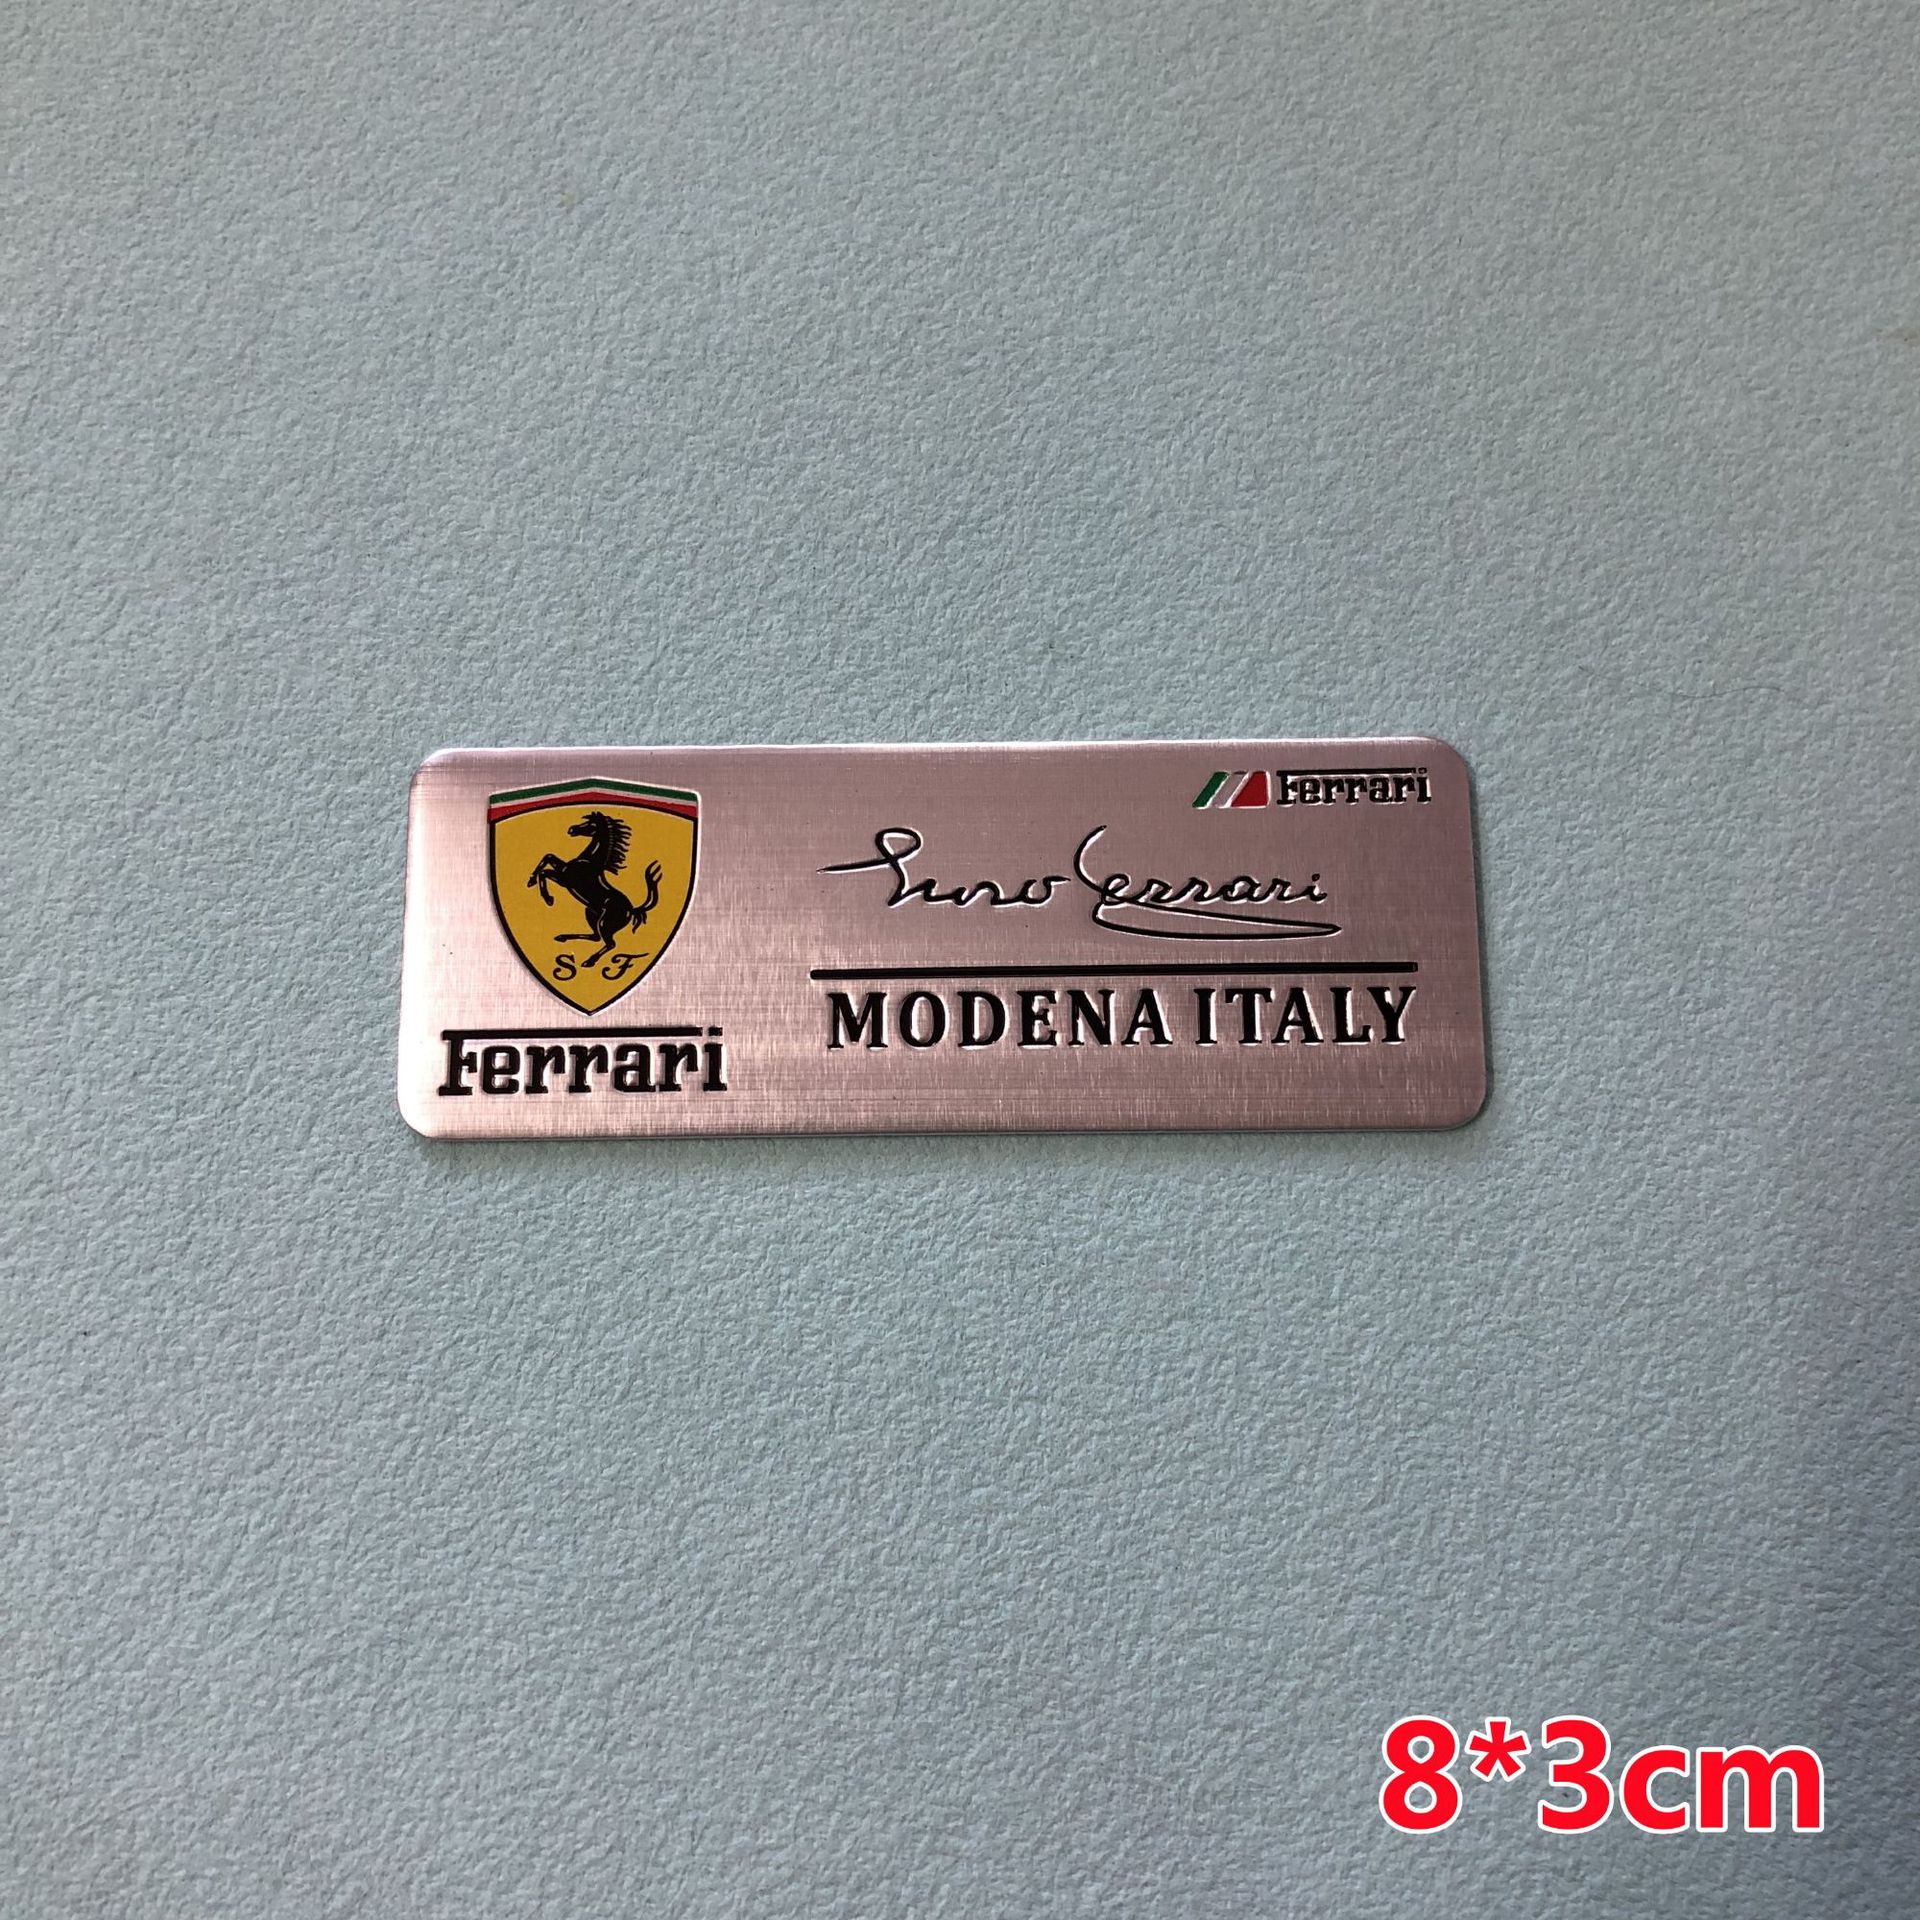 Ferrari
Enzo Ferrari
MODENA ITALY
S F
Ferrari
8*3cm